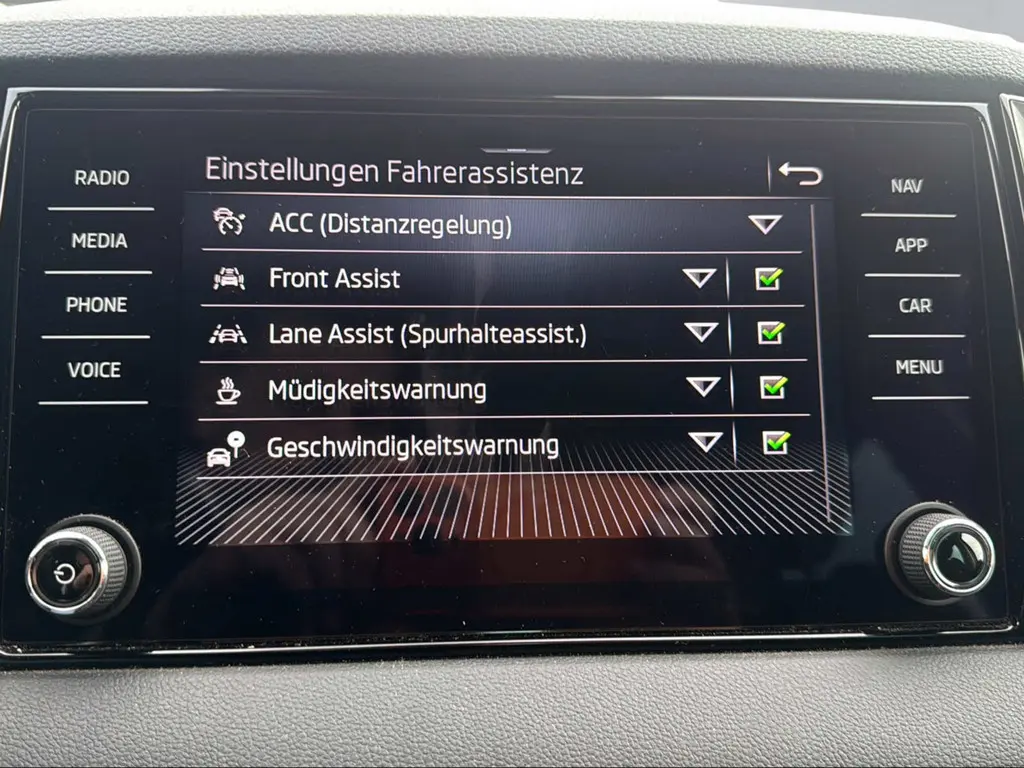 Einstellungen Fahrerassistenz
RADIO
MEDIA
PHONE
VOICE
ACC (Distanzregelung)
Front Assist
Lane Assist (Spurhalteassist.)
Müdigkeitswarnung
Geschwindigkeitswarnung
NAV
APP
CAR
MENU